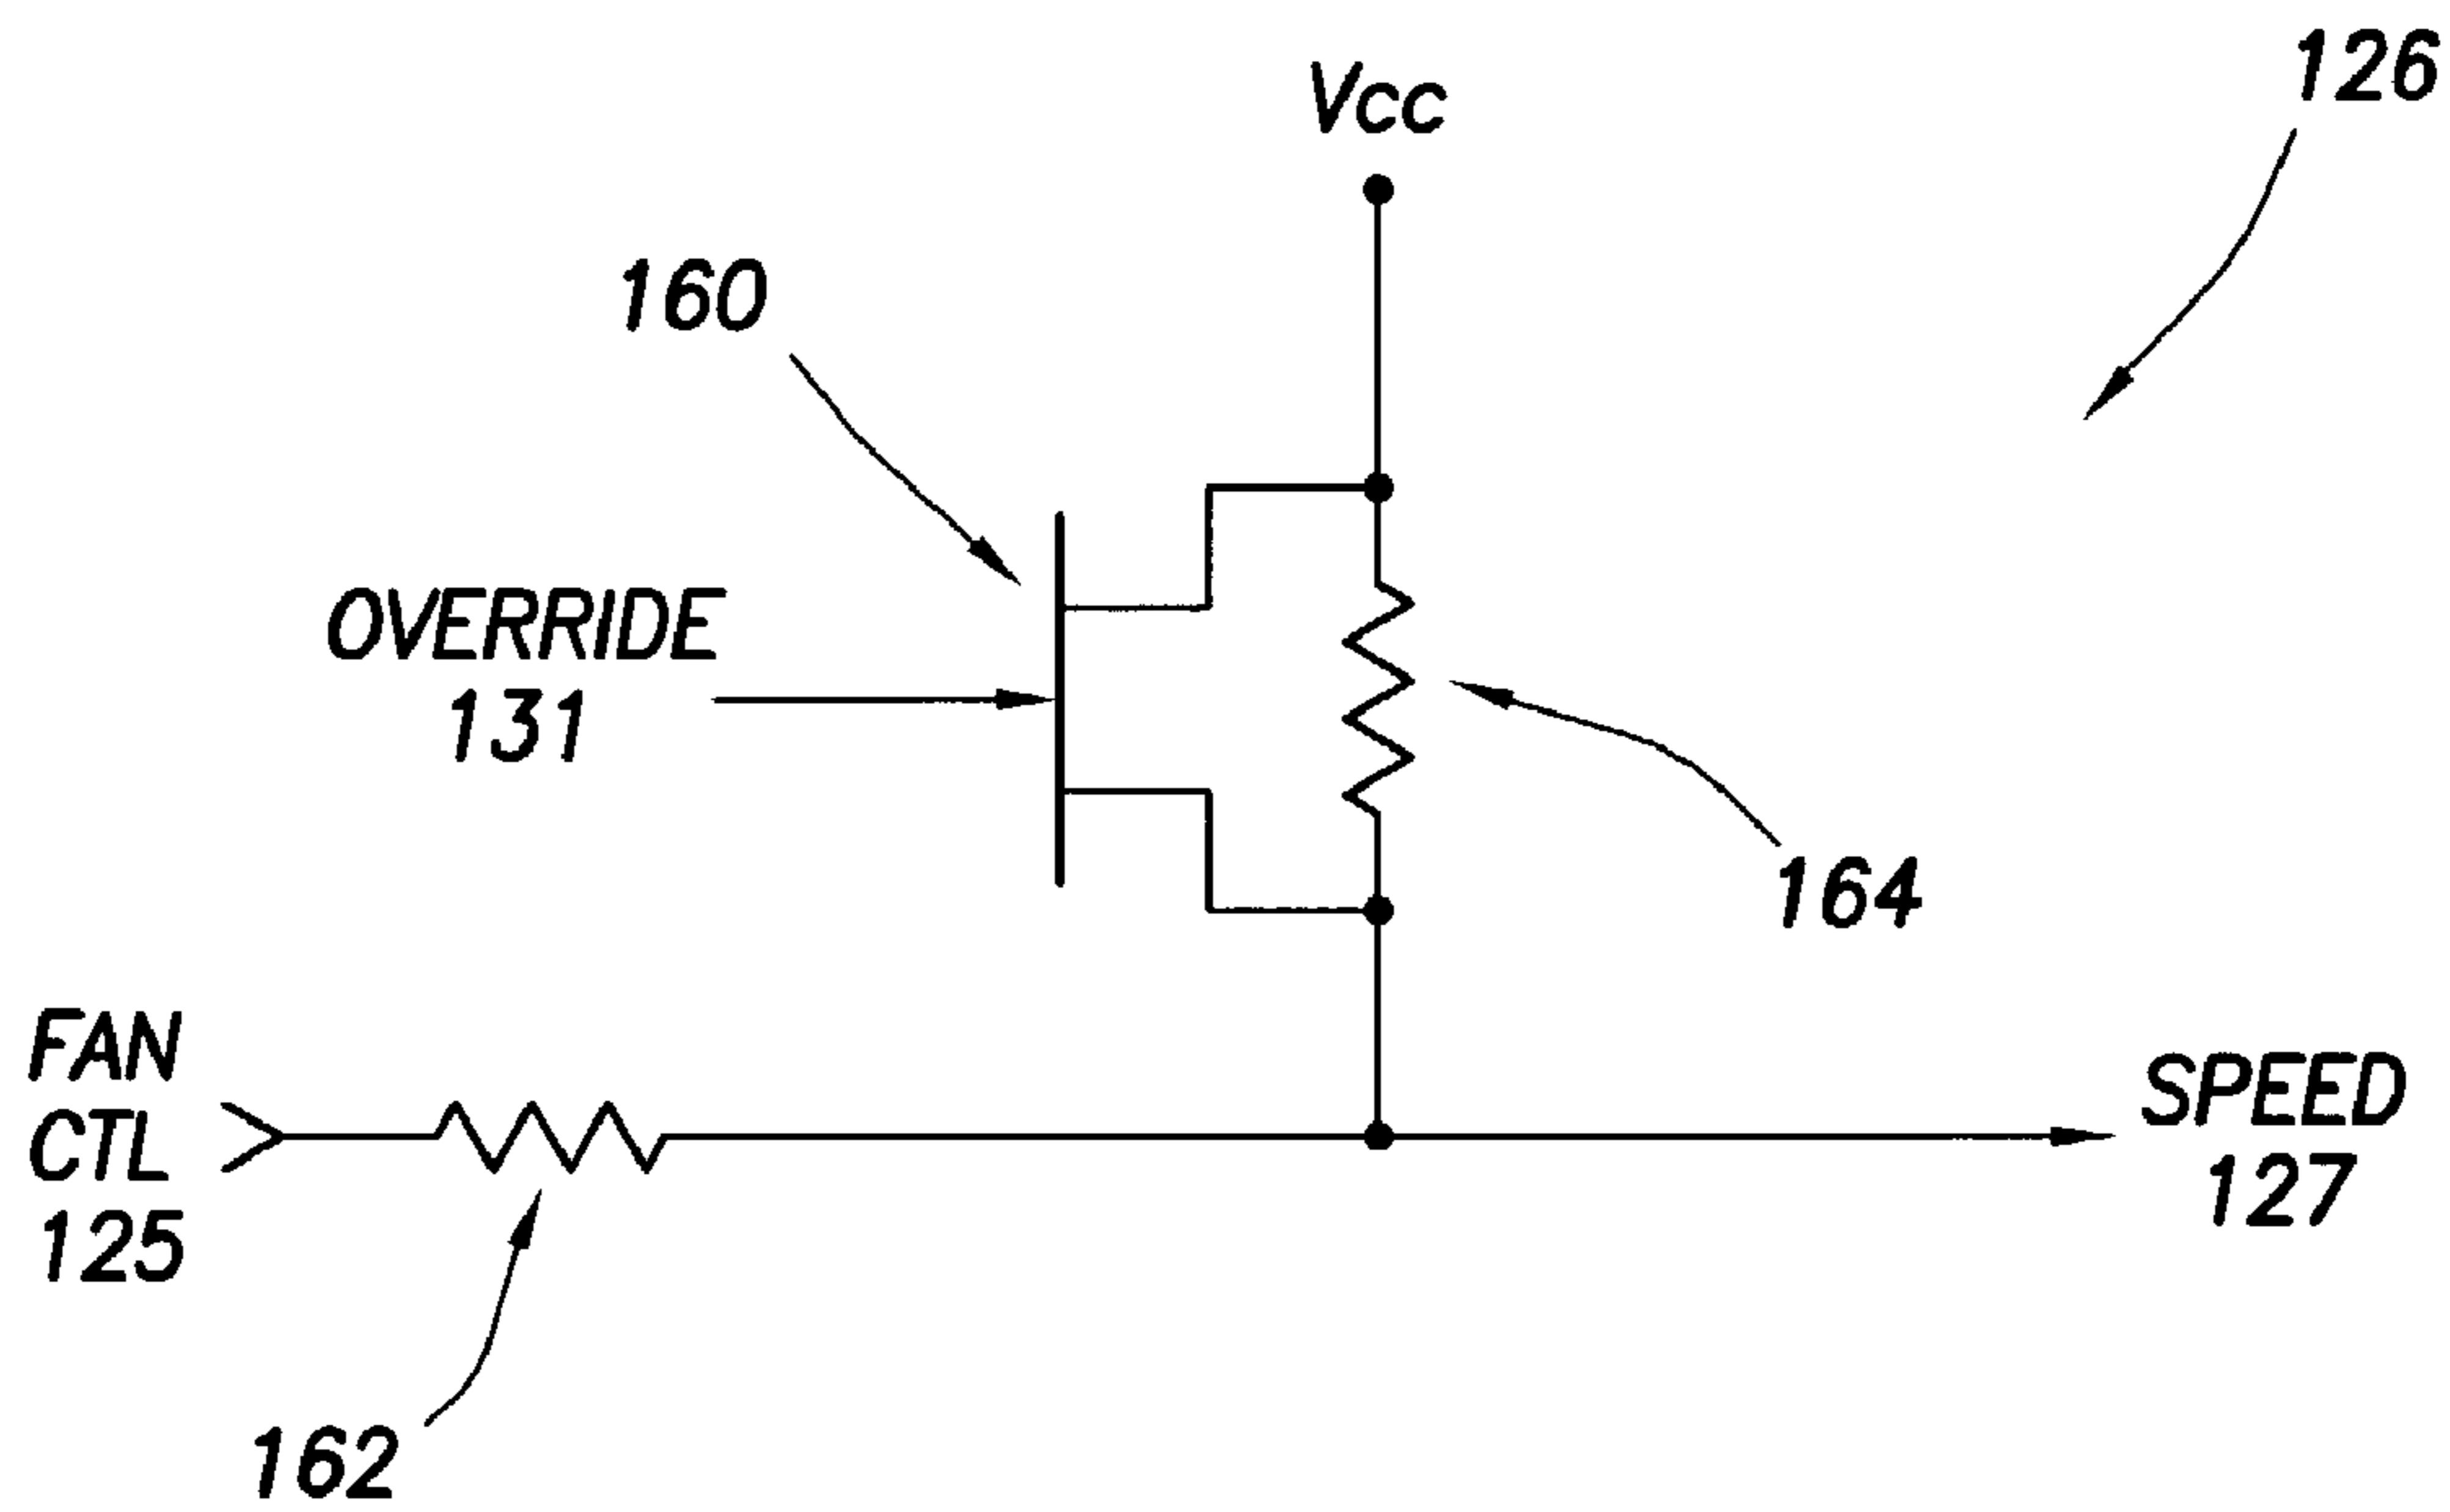 126
VCC
160
OVERRIDE
131
164
FAN
CTL
125
SPEED
127
162